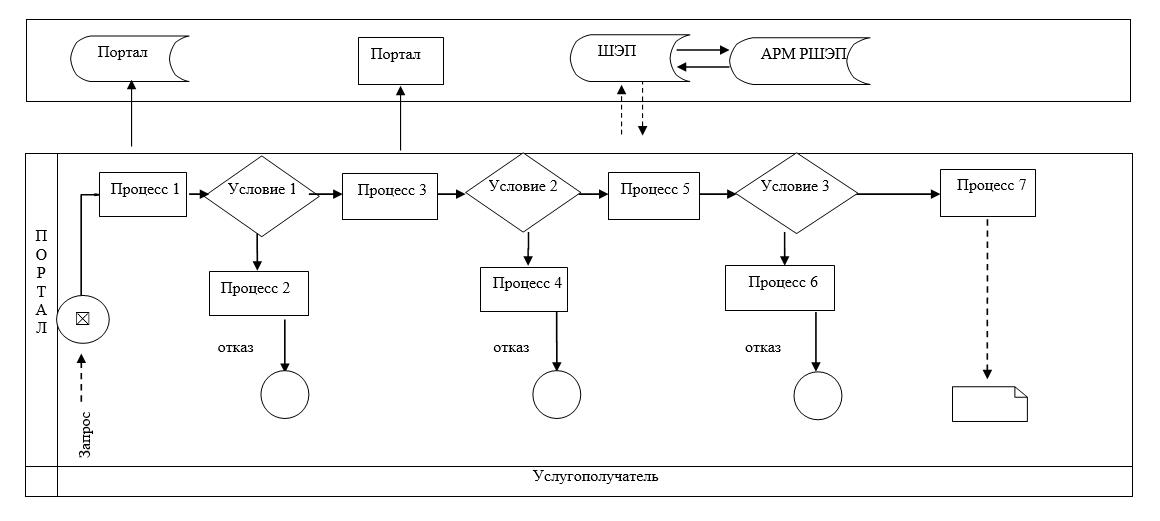 Портал
Портал
ШЭП
АРМ РШЭП
ПОРТАЛ
Процесс 1
Условие 1
Процесс 3
Условие 2
Процесс 5
Условие 3
Процесс 7
Процесс 2
Процесс 4
Процесс 6
отказ
отказ
отказ
Запрос
Услугополучатель